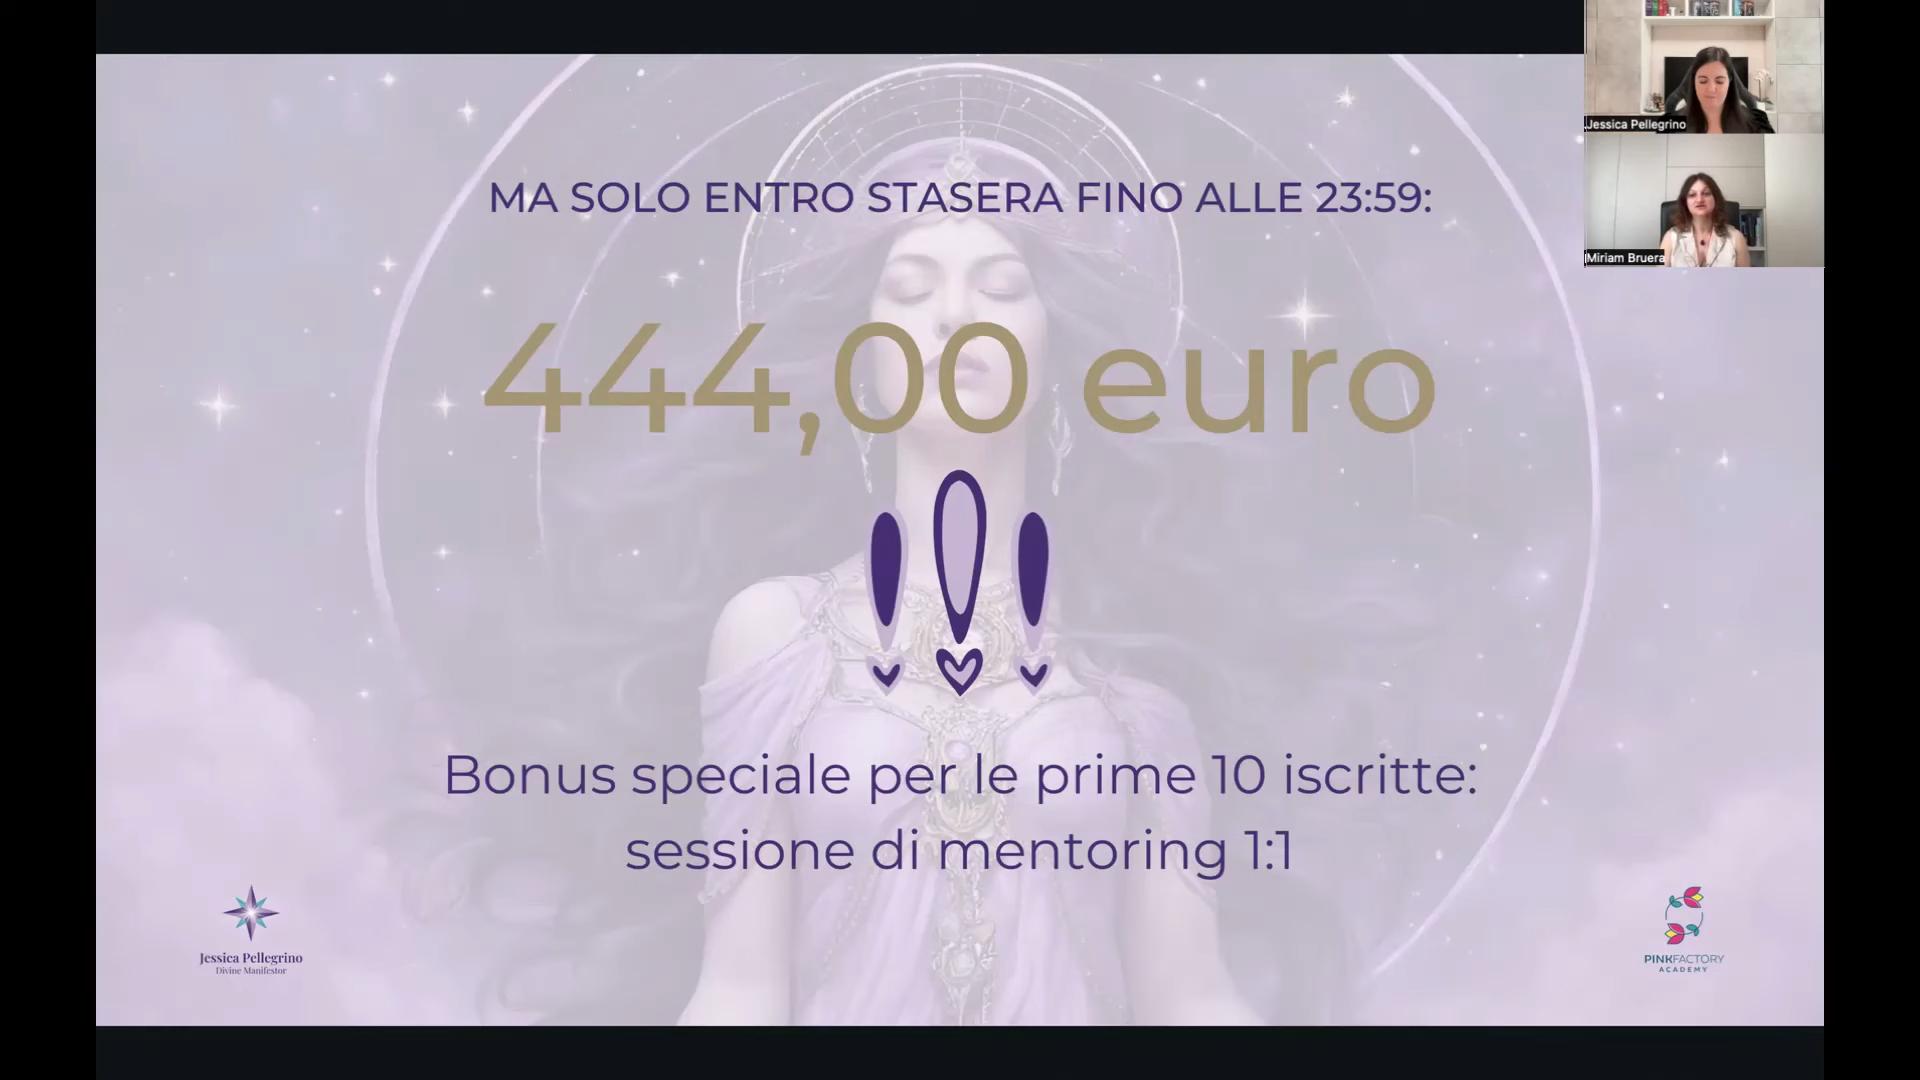 MA SOLO ENTRO STASERA FINO ALLE 23:59:
444,00 euro
Bonus speciale per le prime 10 iscritte:
sessione di mentoring 1:1
Jessica Pellegrino
Miriam Bruera
Jessica Pellegrino
Divine Manifestor
PINKFACTORY
ACADEMY